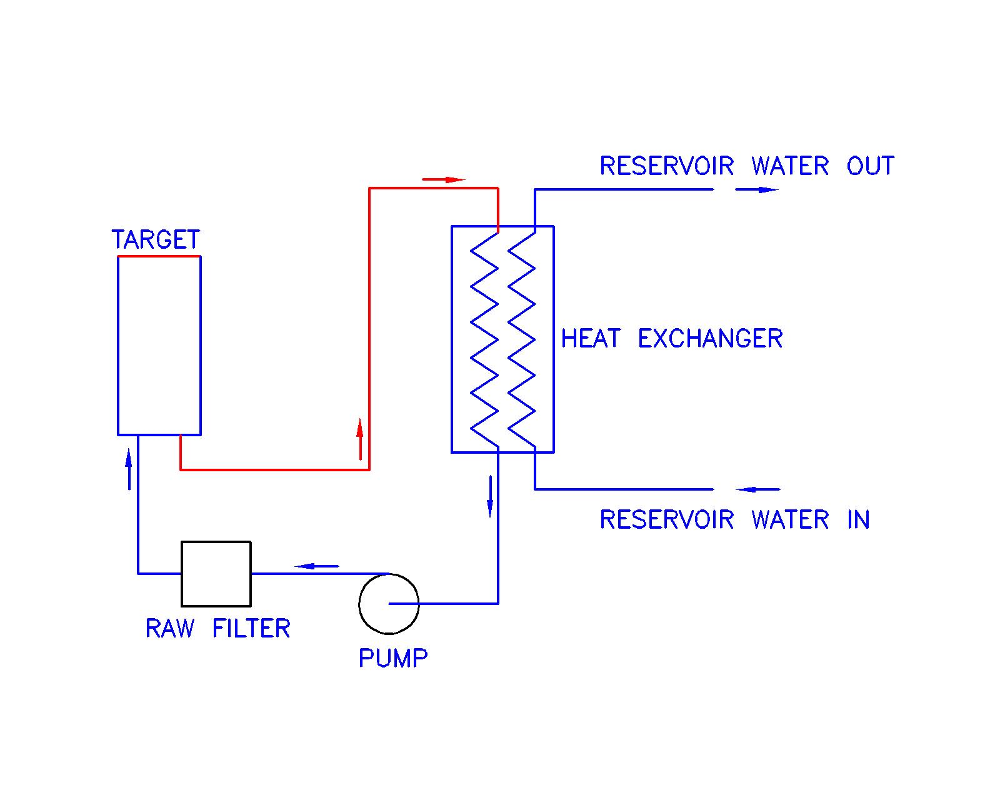 RESERVOIR WATER OUT
TARGET
HEAT EXCHANGER
RESERVOIR WATER IN
RAW FILTER
PUMP